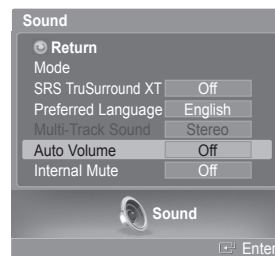 Sound
Return
Mode
SRS TruSurround XT Off
Preferred Language English
Multi-Track Sound Stereo
Auto Volume Off
Internal Mute Off
Sound
Enter